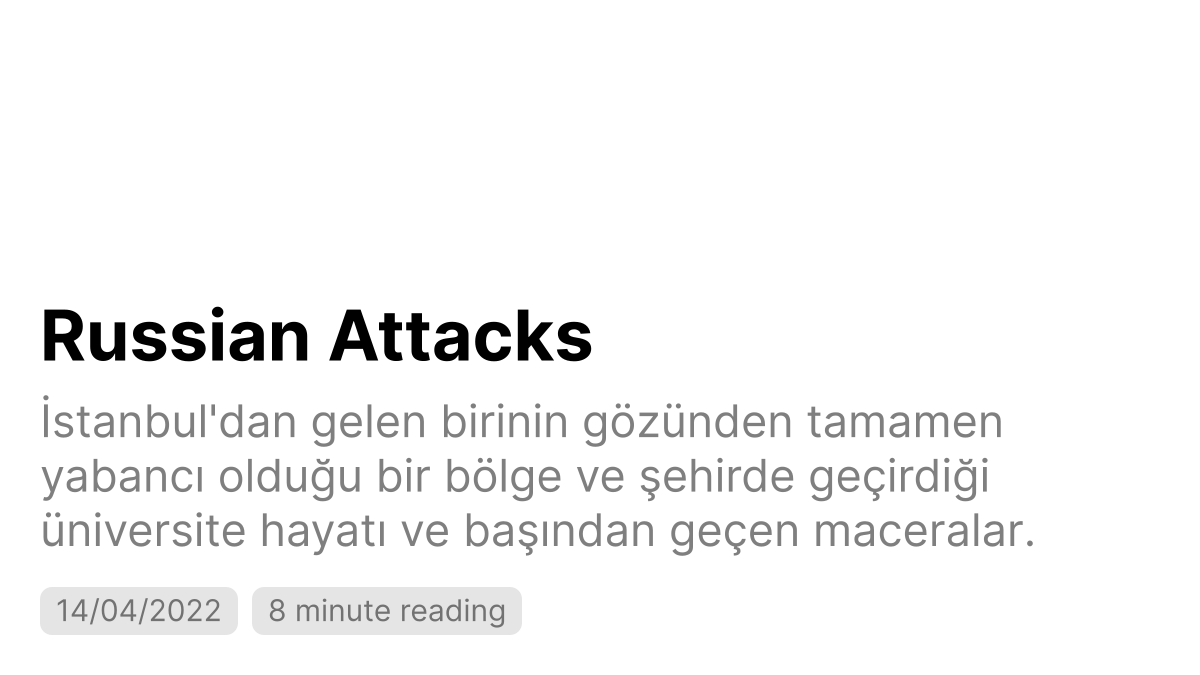 Russian Attacks
İstanbul'dan gelen birinin gözünden tamamen
yabancı olduğu bir bölge ve şehirde geçirdiği
üniversite hayatı ve başından geçen maceralar.
14/04/2022 8 minute reading